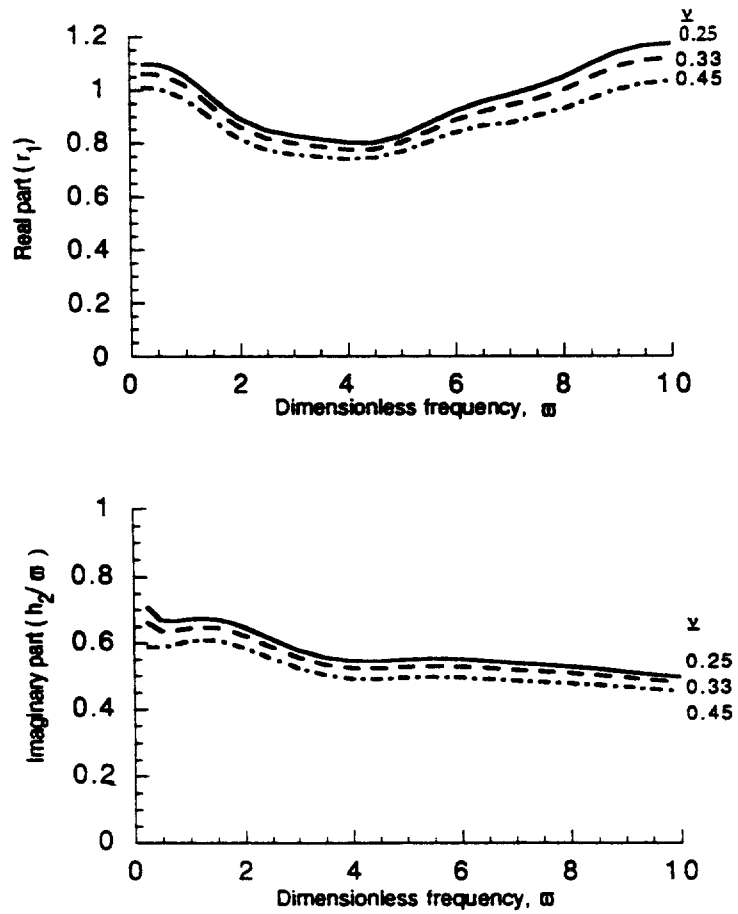 ν
0.25
0.33
0.45
1.2
1
0.8
0.6
0.4
0.2
0
Real part ( r₁)
0 2 4 6 8 10
Dimensionless frequency, ϖ
1
0.8
0.6
0.4
0.2
0
Imaginary part ( h₂/ ϖ )
ν
0.25
0.33
0.45
0 2 4 6 8 10
Dimensionless frequency, ϖ